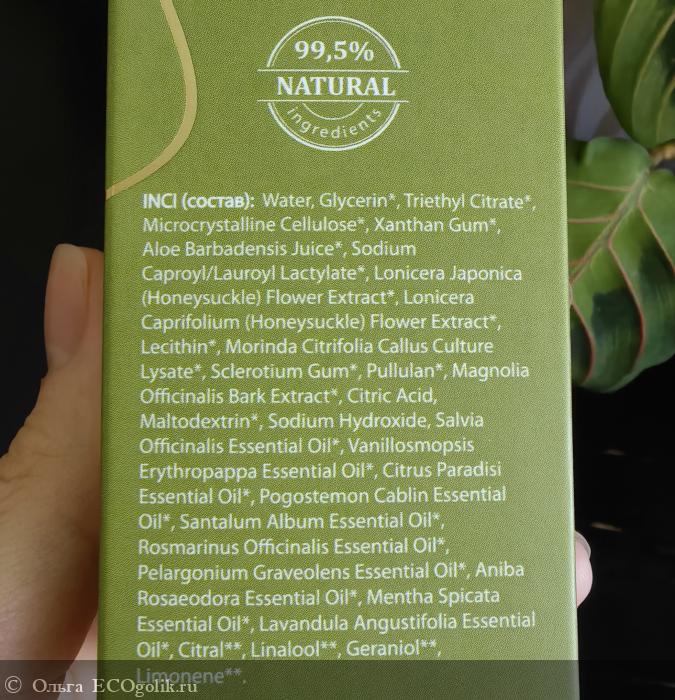 99,5%
NATURAL
ingredients
INCI (состав): Water, Glycerin*, Triethyl Citrate*,
Microcrystalline Cellulose*, Xanthan Gum*,
Aloe Barbadensis Juice*, Sodium
Caproyl/Lauroyl Lactylate*, Lonicera Japonica
(Honeysuckle) Flower Extract*, Lonicera
Caprifolium (Honeysuckle) Flower Extract*,
Lecithin*, Morinda Citrifolia Callus Culture
Lysate*, Sclerotium Gum*, Pullulan*, Magnolia
Officinalis Bark Extract*, Citric Acid,
Maltodextrin*, Sodium Hydroxide, Salvia
Officinalis Essential Oil*, Vanillosmopsis
Erythropappa Essential Oil*, Citrus Paradisi
Essential Oil*, Pogostemon Cablin Essential
Oil*, Santalum Album Essential Oil*,
Rosmarinus Officinalis Essential Oil*,
Pelargonium Graveolens Essential Oil*, Aniba
Rosaeodora Essential Oil*, Mentha Spicata
Essential Oil*, Lavandula Angustifolia Essential
Oil*, Citral**, Linalool**, Geraniol**,
Limonene**.
© Ольга ECOgolik.ru